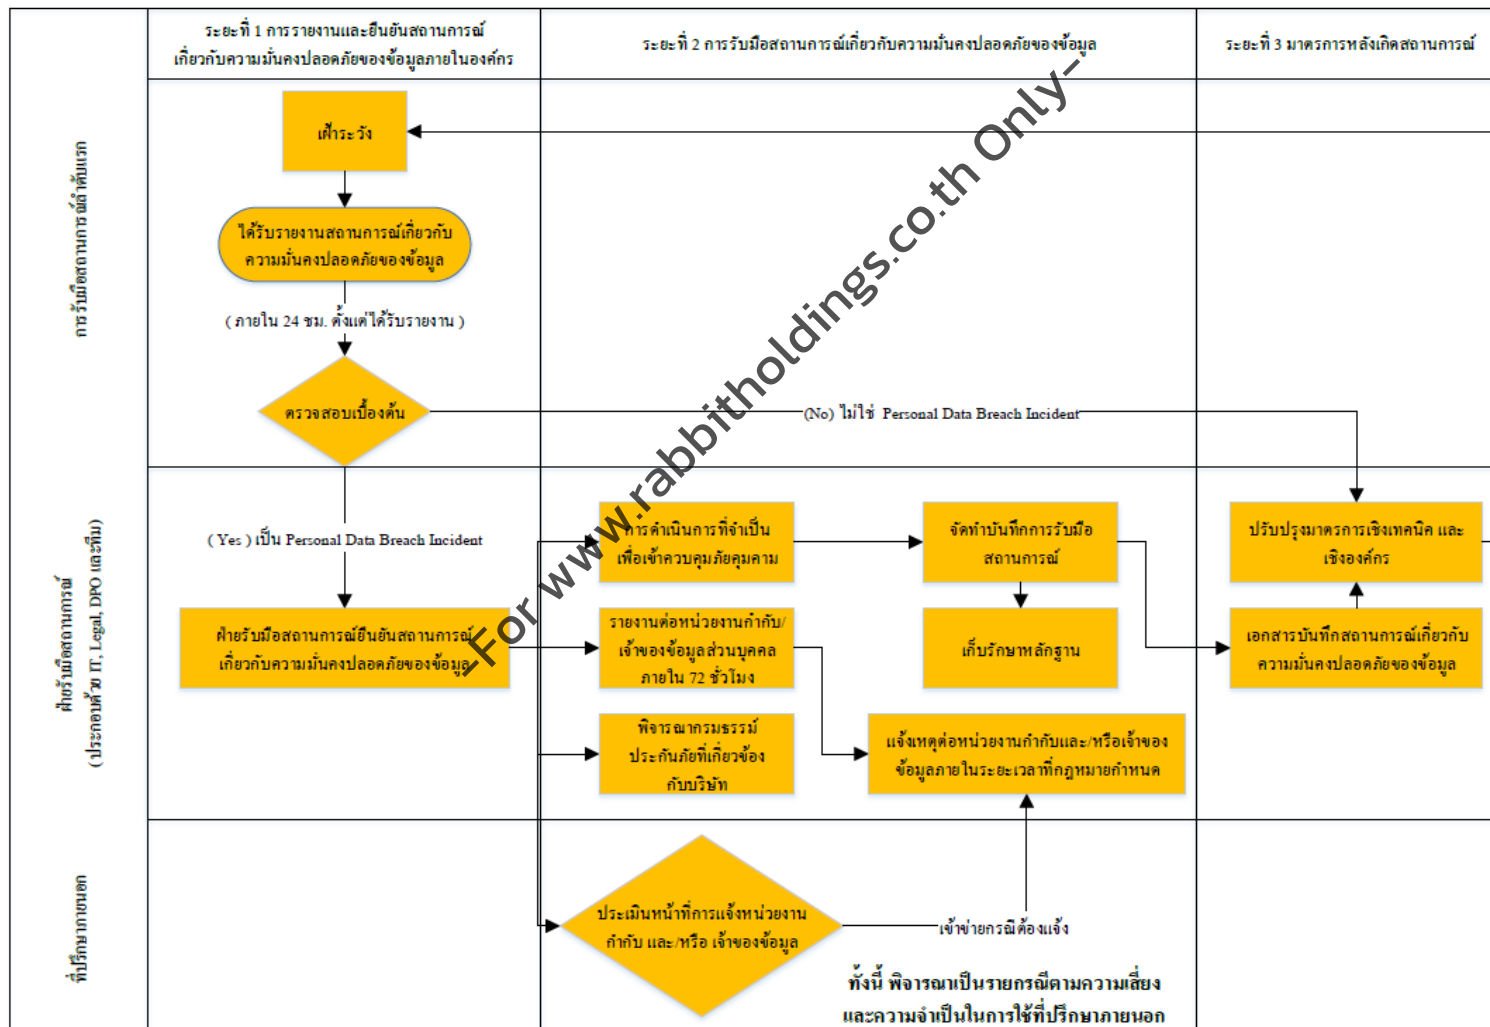 ระยะที่ 1 การรายงานและยืนยันสถานการณ์
เกี่ยวกับความมั่นคงปลอดภัยของข้อมูลภายในองค์กร
ระยะที่ 2 การรับมือสถานการณ์เกี่ยวกับความมั่นคงปลอดภัยของข้อมูล
ระยะที่ 3 มาตรการหลังเกิดสถานการณ์
การรับมือสถานการณ์ลำดับแรก
เฝ้าระวัง
ได้รับรายงานสถานการณ์เกี่ยวกับ
ความมั่นคงปลอดภัยของข้อมูล
( ภายใน 24 ชม. ตั้งแต่ได้รับรายงาน )
ตรวจสอบเบื้องต้น
(No) ไม่ใช่ Personal Data Breach Incident
ฝ่ายรับมือสถานการณ์
( ประกอบด้วย IT, Legal, DPO และทีม)
( Yes ) เป็น Personal Data Breach Incident
ฝ่ายรับมือสถานการณ์ยืนยันสถานการณ์
เกี่ยวกับความมั่นคงปลอดภัยของข้อมูล
การดำเนินการที่จำเป็น
เพื่อเข้าควบคุมภัยคุมคาม
จัดทำบันทึกการรับมือ
สถานการณ์
ปรับปรุงมาตรการเชิงเทคนิค และ
เชิงองค์กร
รายงานต่อหน่วยงานกำกับ/
เจ้าของข้อมูลส่วนบุคคล
ภายใน 72 ชั่วโมง
เก็บรักษาหลักฐาน
เอกสารบันทึกสถานการณ์เกี่ยวกับ
ความมั่นคงปลอดภัยของข้อมูล
พิจารณากรมธรรม์
ประกันภัยที่เกี่ยวข้อง
กับบริษัท
แจ้งเหตุต่อหน่วยงานกำกับและ/หรือเจ้าของ
ข้อมูลภายในระยะเวลาที่กฎหมายกำหนด
ที่ปรึกษาภายนอก
ประเมินหน้าที่การแจ้งหน่วยงาน
กำกับ และ/หรือ เจ้าของข้อมูล
เข้าข่ายกรณีต้องแจ้ง
ทั้งนี้ พิจารณาเป็นรายกรณีตามความเสี่ยง
และความจำเป็นในการใช้ที่ปรึกษาภายนอก
-For www.rabbitholdings.co.th Only-